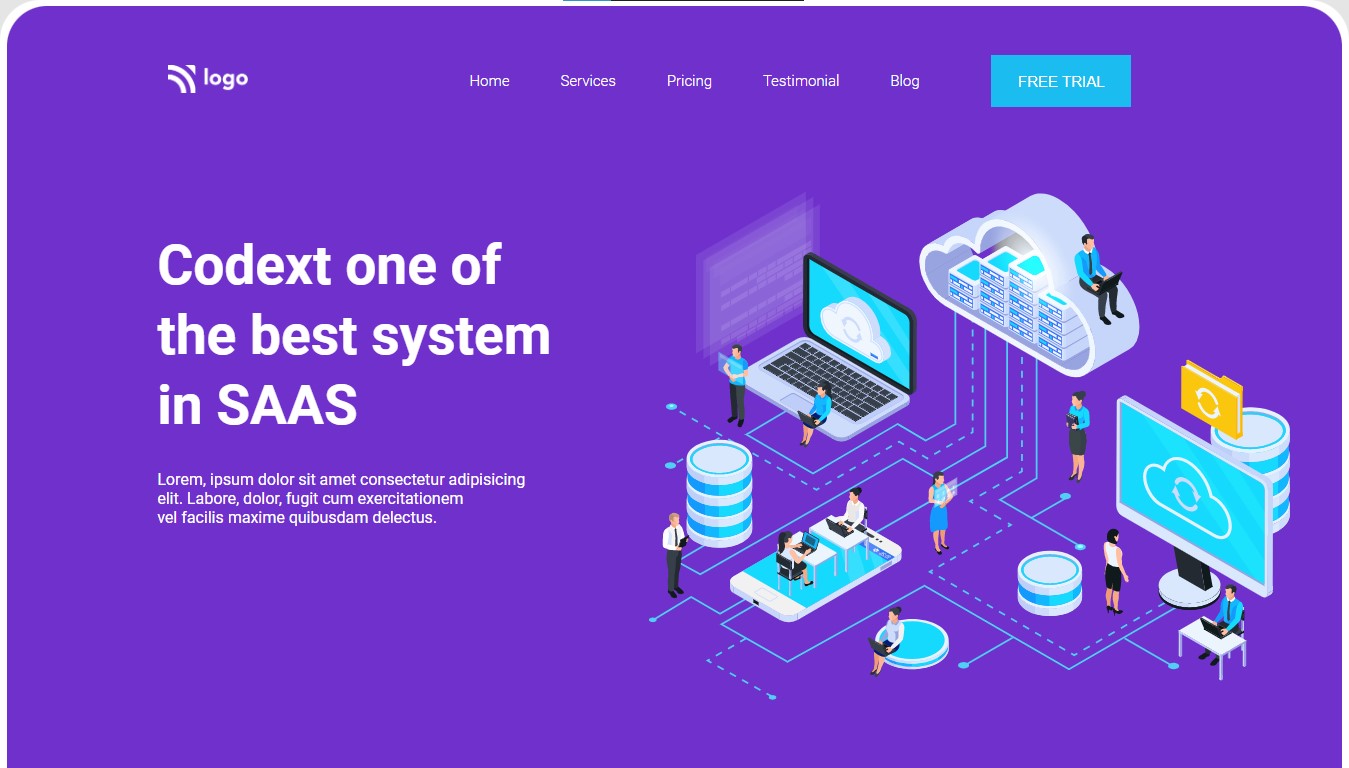 logo
Home
Services
Pricing
Testimonial
Blog
FREE TRIAL
Codext one of
the best system
in SAAS
Lorem, ipsum dolor sit amet consectetur adipisicing
elit. Labore, dolor, fugit cum exercitationem
vel facilis maxime quibusdam delectus.